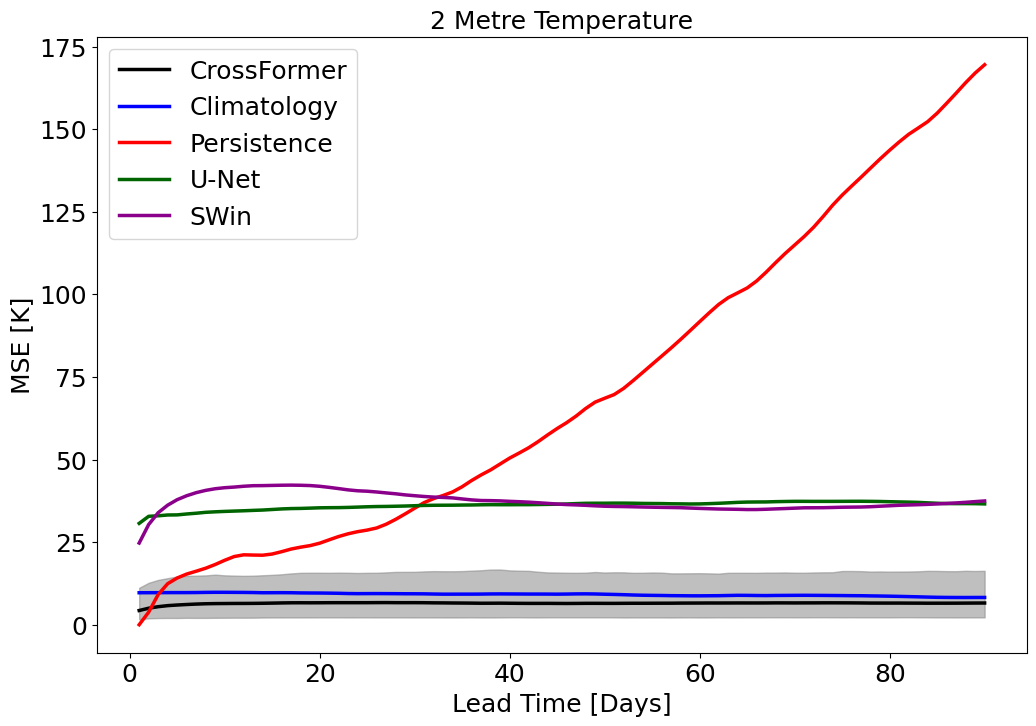 2 Metre Temperature
CrossFormer
Climatology
Persistence
U-Net
SWin
MSE [K]
175
150
125
100
75
50
25
0
0 20 40 60 80
Lead Time [Days]